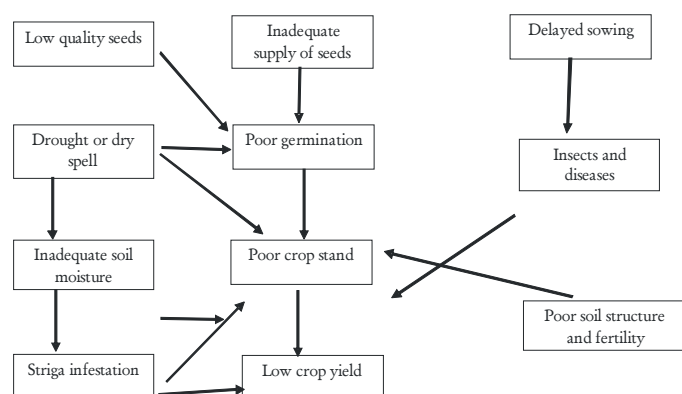 Low quality seeds
Inadequate
supply of seeds
Delayed sowing
Drought or dry
spell
Poor germination
Insects and
diseases
Inadequate soil
moisture
Poor crop stand
Poor soil structure
and fertility
Striga infestation
Low crop yield